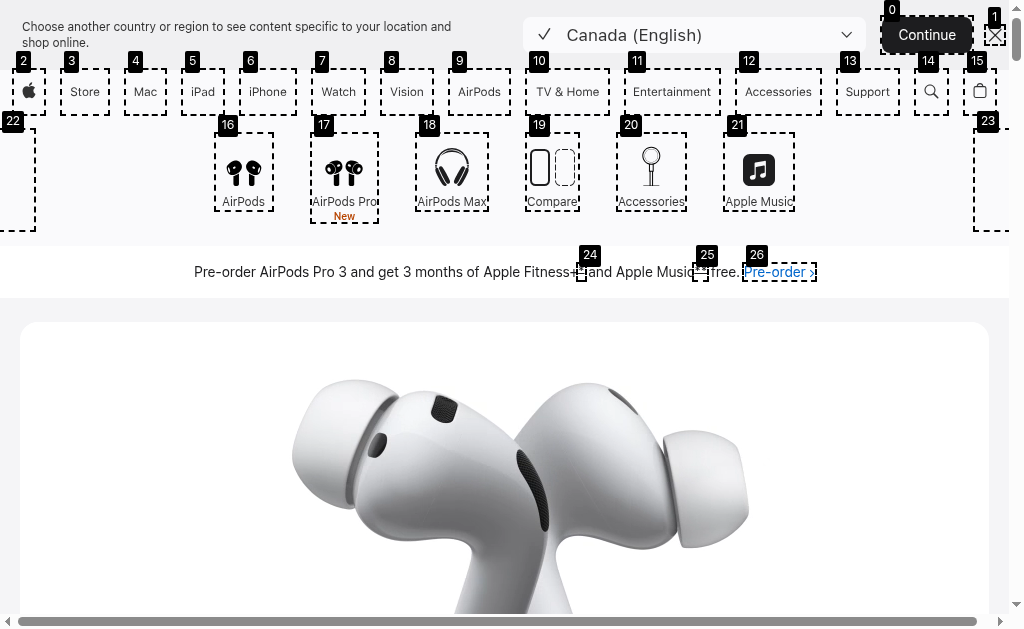 Choose another country or region to see content specific to your location and
shop online.
Canada (English)
0
Continue
1
2
3
4
5
6
7
8
9
10
11
12
13
14
15
Store
Mac
iPad
iPhone
Watch
Vision
AirPods
TV & Home
Entertainment
Accessories
Support
22
16
17
18
19
20
21
23
AirPods
AirPods Pro
AirPods Max
Compare
Accessories
Apple Music
New
24
25
26
Pre-order AirPods Pro 3 and get 3 months of Apple Fitness+* and Apple Music** free. Pre-order ›